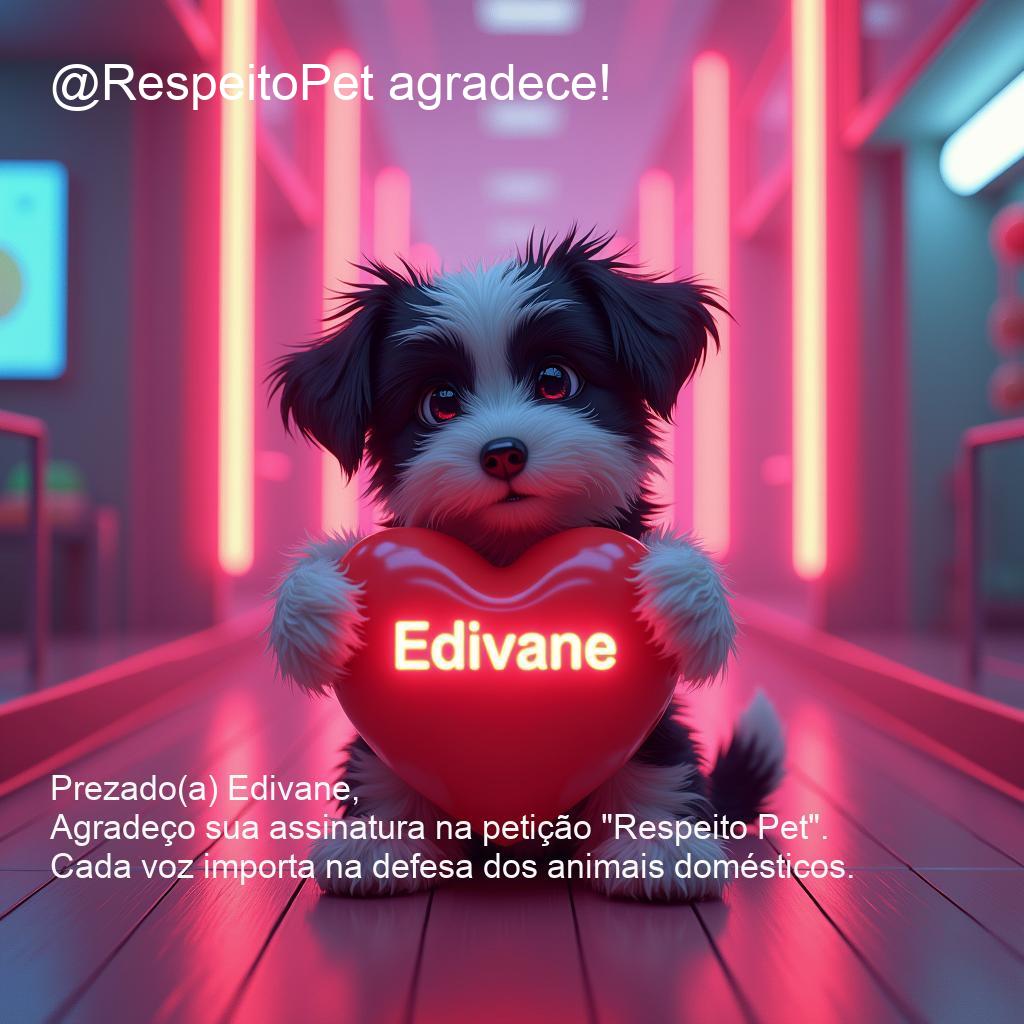 @RespeitoPet agradece!
Edivane
Prezado(a) Edivane,
Agradeço sua assinatura na petição "Respeito Pet".
Cada voz importa na defesa dos animais domésticos.